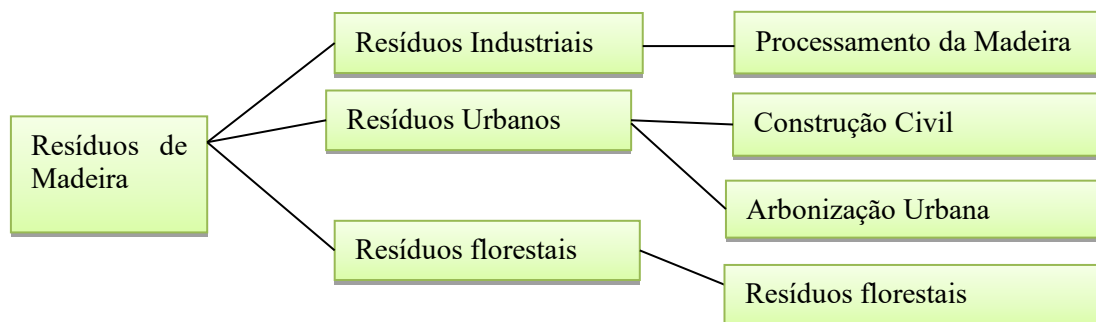 Resíduos de
Madeira
Resíduos Industriais
Processamento da Madeira
Resíduos Urbanos
Construção Civil
Arbonização Urbana
Resíduos florestais
Resíduos florestais